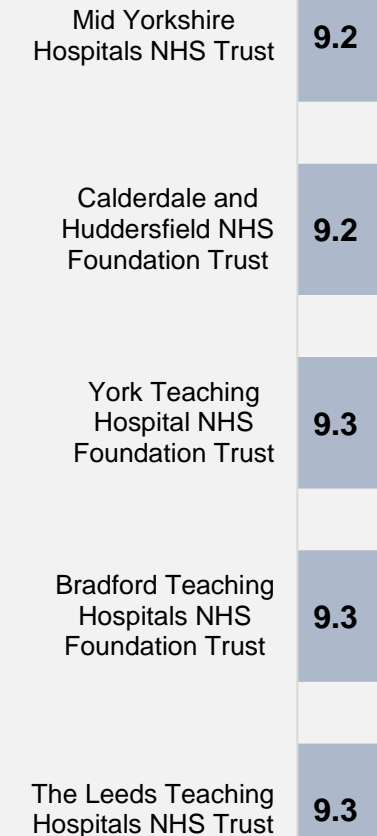 Mid Yorkshire
Hospitals NHS Trust
9.2
Calderdale and
Huddersfield NHS
Foundation Trust
9.2
York Teaching
Hospital NHS
Foundation Trust
9.3
Bradford Teaching
Hospitals NHS
Foundation Trust
9.3
The Leeds Teaching
Hospitals NHS Trust
9.3